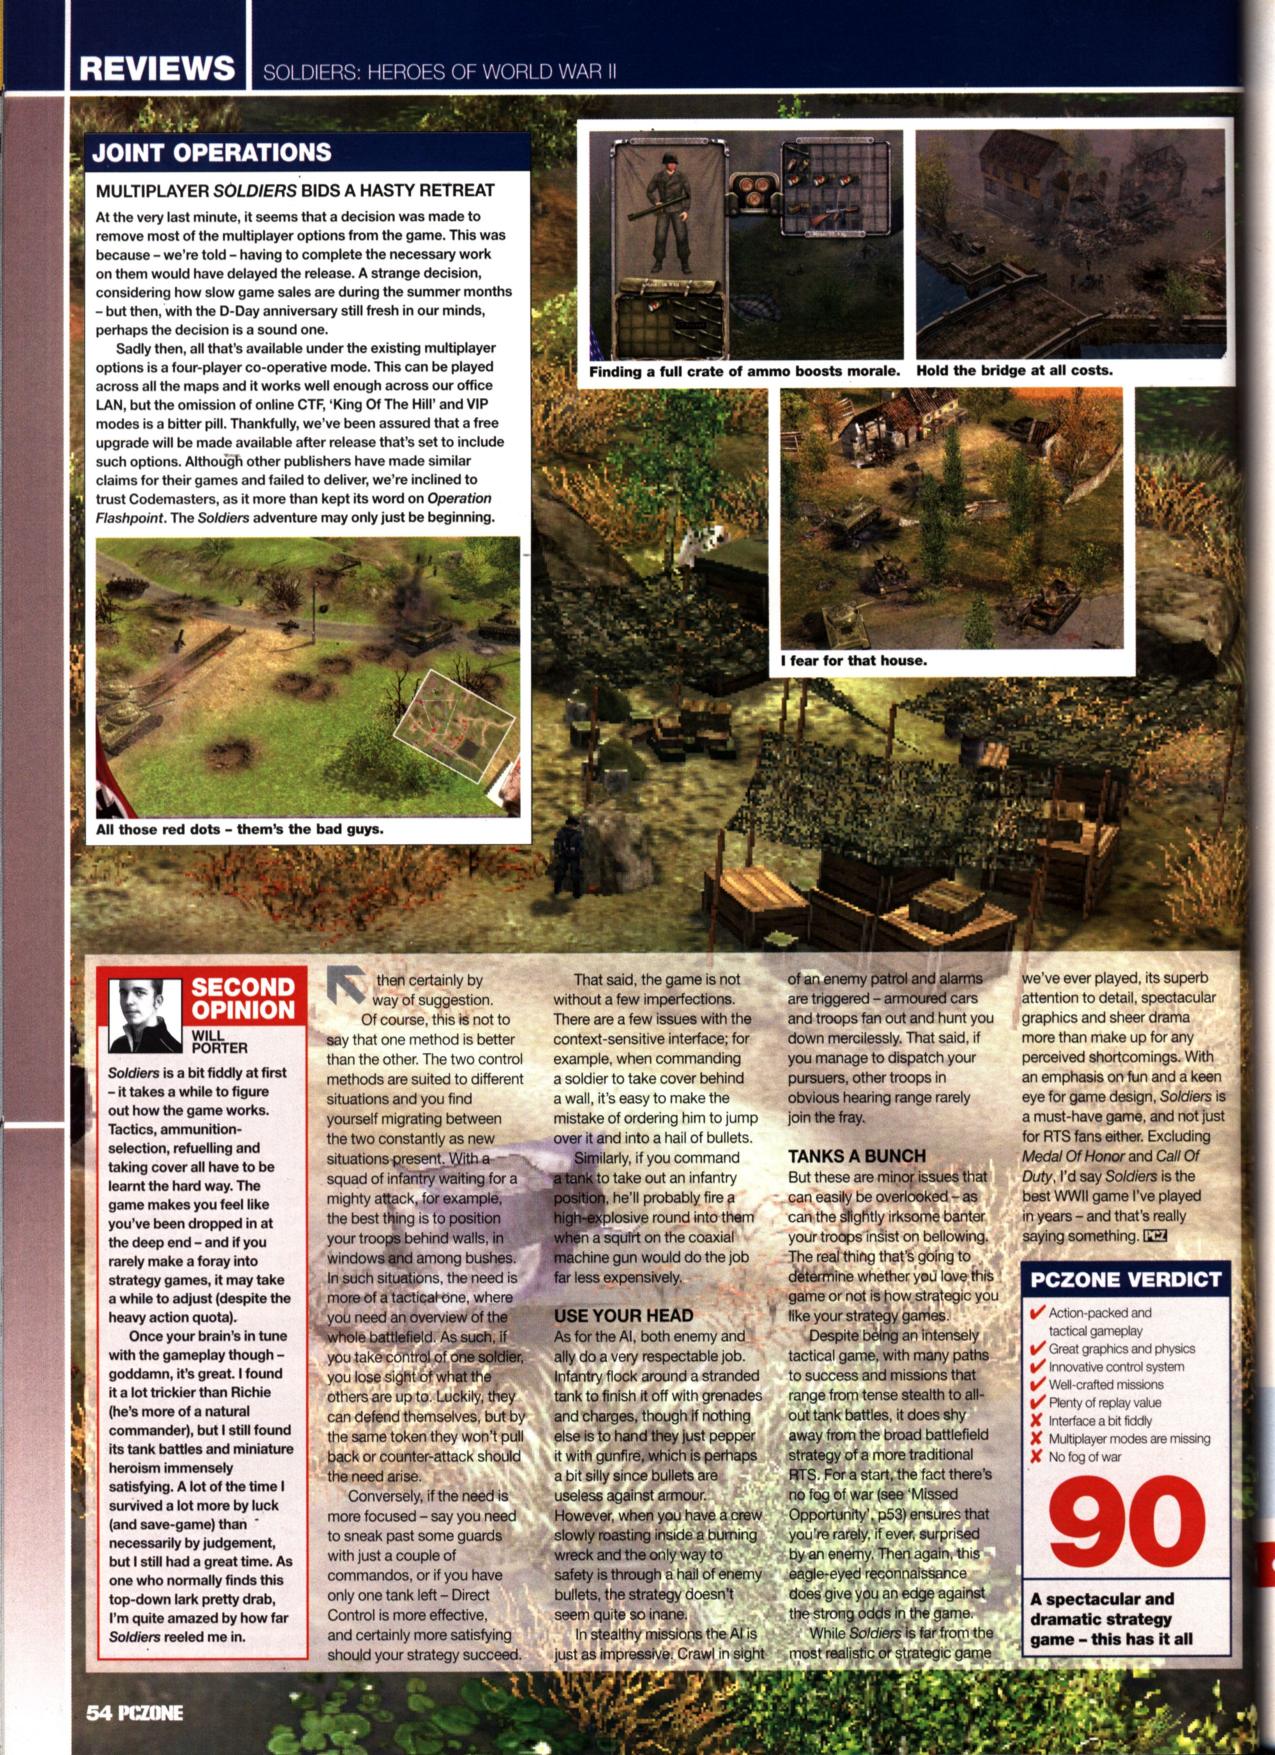 REVIEWS
SOLDIERS: HEROES OF WORLD WAR II
JOINT OPERATIONS
MULTIPLAYER SOLDIERS BIDS A HASTY RETREAT
At the very last minute, it seems that a decision was made to
remove most of the multiplayer options from the game. This was
because – we're told – having to complete the necessary work
on them would have delayed the release. A strange decision,
considering how slow game sales are during the summer months
– but then, with the D-Day anniversary still fresh in our minds,
perhaps the decision is a sound one.
Sadly then, all that's available under the existing multiplayer
options is a four-player co-operative mode. This can be played
across all the maps and it works well enough across our office
LAN, but the omission of online CTF, 'King Of The Hill' and VIP
modes is a bitter pill. Thankfully, we've been assured that a free
upgrade will be made available after release that's set to include
such options. Although other publishers have made similar
claims for their games and failed to deliver, we're inclined to
trust Codemasters, as it more than kept its word on Operation
Flashpoint. The Soldiers adventure may only just be beginning.
All those red dots – them's the bad guys.
Finding a full crate of ammo boosts morale.
Hold the bridge at all costs.
I fear for that house.
SECOND
OPINION
WILL
PORTER
Soldiers is a bit fiddly at first
– it takes a while to figure
out how the game works.
Tactics, ammunition-
selection, refuelling and
taking cover all have to be
learnt the hard way. The
game makes you feel like
you've been dropped in at
the deep end – and if you
rarely make a foray into
strategy games, it may take
a while to adjust (despite the
heavy action quota).
Once your brain's in tune
with the gameplay though –
goddamn, it's great. I found
it a lot trickier than Richie
(he's more of a natural
commander), but I still found
its tank battles and miniature
heroism immensely
satisfying. A lot of the time I
survived a lot more by luck
(and save-game) than
necessarily by judgement,
but I still had a great time. As
one who normally finds this
top-down lark pretty drab,
I'm quite amazed by how far
Soldiers reeled me in.
then certainly by
way of suggestion.
Of course, this is not to
say that one method is better
than the other. The two control
methods are suited to different
situations and you find
yourself migrating between
the two constantly as new
situations present. With a
squad of infantry waiting for a
mighty attack, for example,
the best thing is to position
your troops behind walls, in
windows and among bushes.
In such situations, the need is
more of a tactical one, where
you need an overview of the
whole battlefield. As such, if
you take control of one soldier,
you lose sight of what the
others are up to. Luckily, they
can defend themselves, but by
the same token they won't pull
back or counter-attack should
the need arise.
Conversely, if the need is
more focused – say you need
to sneak past some guards
with just a couple of
commandos, or if you have
only one tank left – Direct
Control is more effective,
and certainly more satisfying
should your strategy succeed.
That said, the game is not
without a few imperfections.
There are a few issues with the
context-sensitive interface; for
example, when commanding
a soldier to take cover behind
a wall, it's easy to make the
mistake of ordering him to jump
over it and into a hail of bullets.
Similarly, if you command
a tank to take out an infantry
position, he'll probably fire a
high-explosive round into them
when a squirt on the coaxial
machine gun would do the job
far less expensively.
USE YOUR HEAD
As for the AI, both enemy and
ally do a very respectable job.
Infantry flock around a stranded
tank to finish it off with grenades
and charges, though if nothing
else is to hand they just pepper
it with gunfire, which is perhaps
a bit silly since bullets are
useless against armour.
However, when you have a crew
slowly roasting inside a burning
wreck and the only way to
safety is through a hail of enemy
bullets, the strategy doesn't
seem quite so inane.
In stealthy missions the AI is
just as impressive. Crawl in sight
of an enemy patrol and alarms
are triggered – armoured cars
and troops fan out and hunt you
down mercilessly. That said, if
you manage to dispatch your
pursuers, other troops in
obvious hearing range rarely
join the fray.
TANKS A BUNCH
But these are minor issues that
can easily be overlooked – as
can the slightly irksome banter
your troops insist on bellowing.
The real thing that's going to
determine whether you love this
game or not is how strategic you
like your strategy games.
Despite being an intensely
tactical game, with many paths
to success and missions that
range from tense stealth to all-
out tank battles, it does shy
away from the broad battlefield
strategy of a more traditional
RTS. For a start, the fact there's
no fog of war (see 'Missed
Opportunity', p53) ensures that
you're rarely, if ever, surprised
by an enemy. Then again, this
eagle-eyed reconnaissance
does give you an edge against
the strong odds in the game.
While Soldiers is far from the
most realistic or strategic game
we've ever played, its superb
attention to detail, spectacular
graphics and sheer drama
more than make up for any
perceived shortcomings. With
an emphasis on fun and a keen
eye for game design, Soldiers is
a must-have game, and not just
for RTS fans either. Excluding
Medal Of Honor and Call Of
Duty, I'd say Soldiers is the
best WWII game I've played
in years – and that's really
saying something. PCZ
PCZONE VERDICT
✔ Action-packed and
tactical gameplay
✔ Great graphics and physics
✔ Innovative control system
✔ Well-crafted missions
✔ Plenty of replay value
✘ Interface a bit fiddly
✘ Multiplayer modes are missing
✘ No fog of war
90
A spectacular and
dramatic strategy
game – this has it all
54 PCZONE